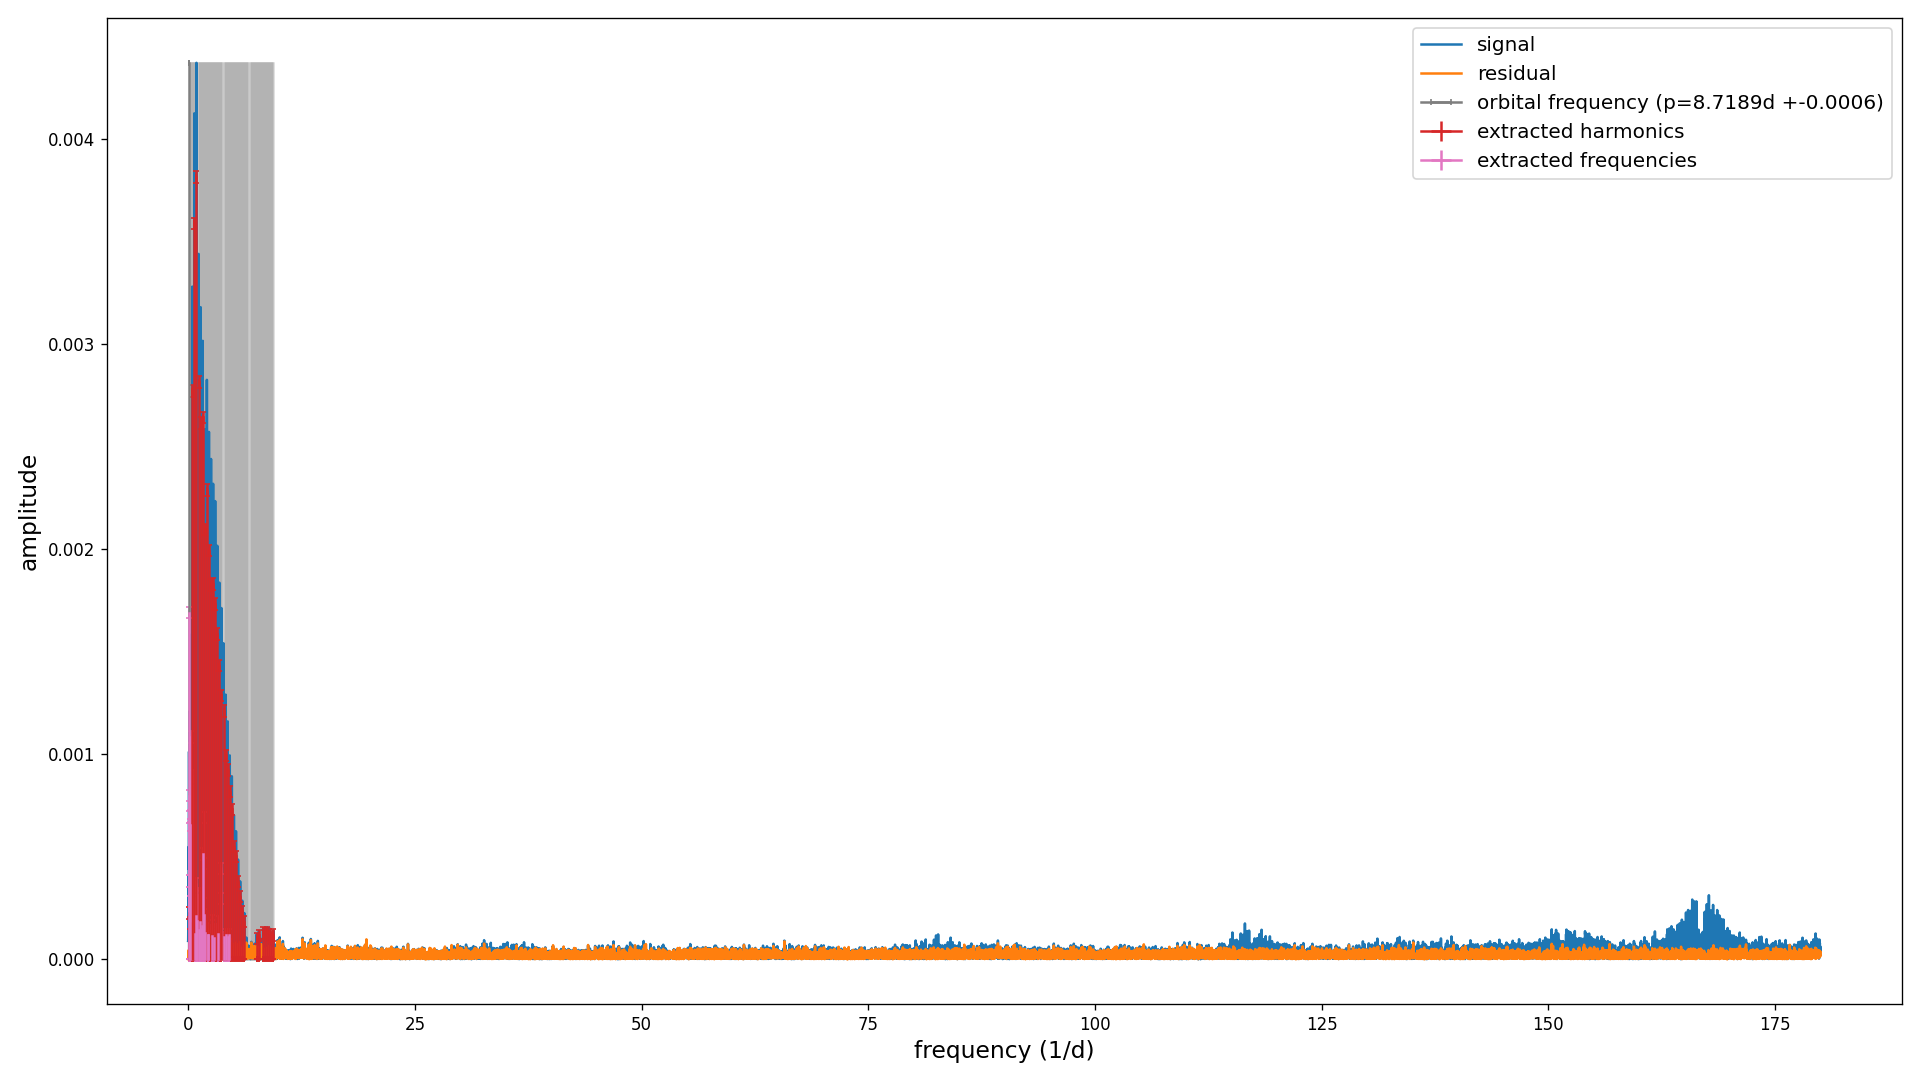 signal
residual
orbital frequency (p=8.7189d +-0.0006)
extracted harmonics
extracted frequencies
0.004
0.003
0.002
0.001
0.000
amplitude
0 25 50 75 100 125 150 175
frequency (1/d)